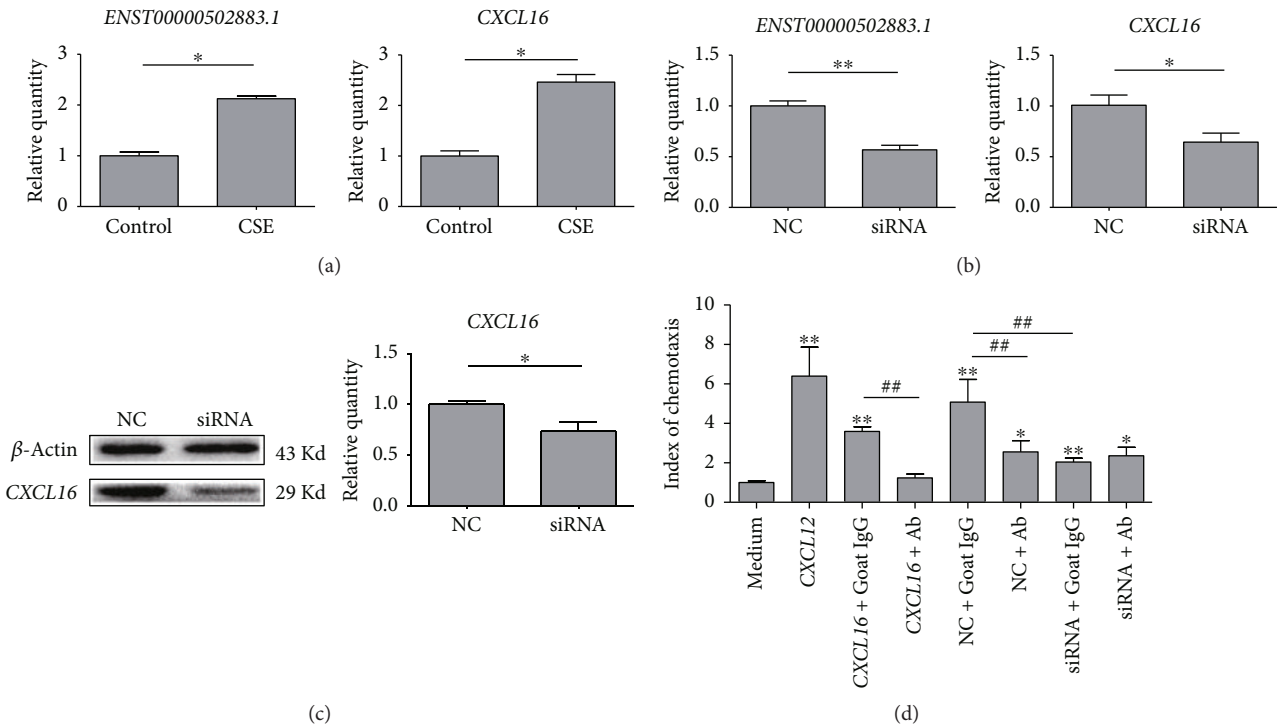 ENST00000502883.1
Relative quantity
3
2
1
0
*
Control CSE
CXCL16
Relative quantity
3
2
1
0
*
Control CSE
(a)
ENST00000502883.1
Relative quantity
1.5
1.0
0.5
0.0
**
NC siRNA
CXCL16
Relative quantity
1.5
1.0
0.5
0.0
*
NC siRNA
(b)
NC siRNA
β-Actin 43 Kd
CXCL16 29 Kd
CXCL16
Relative quantity
1.5
1.0
0.5
0.0
*
NC siRNA
(c)
Index of chemotaxis
10
8
6
4
2
0
**
**
##
**
##
##
*
**
*
Medium
CXCL12
CXCL16 + Goat IgG
CXCL16 + Ab
NC + Goat IgG
NC + Ab
siRNA + Goat IgG
siRNA + Ab
(d)